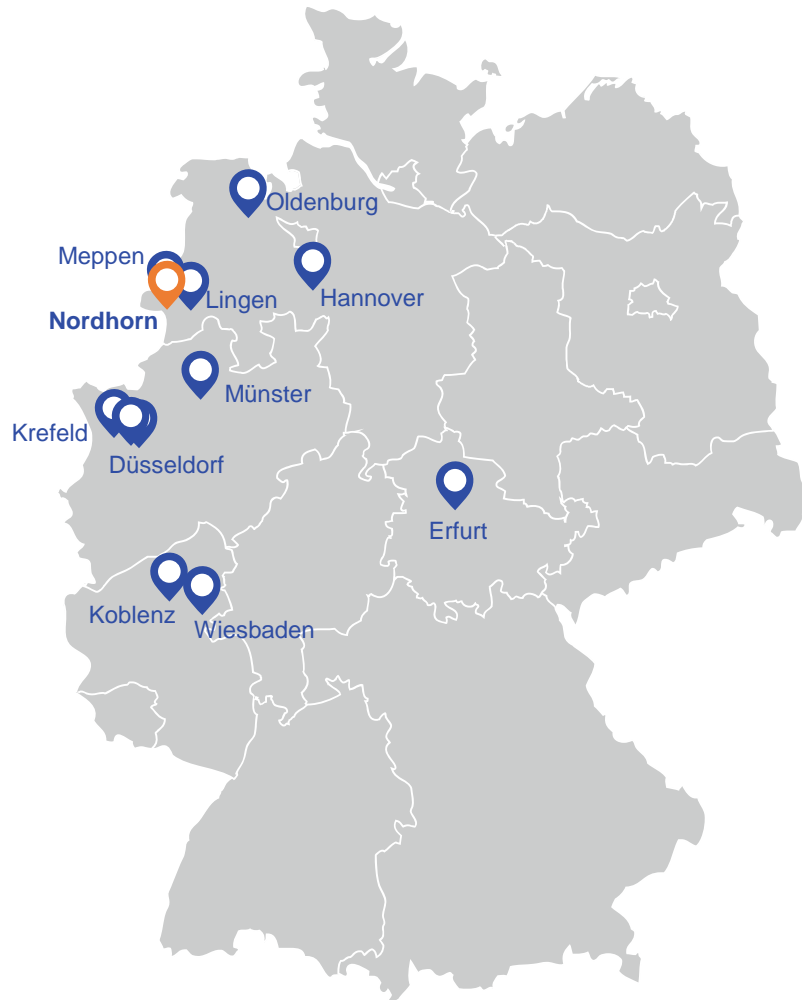 Oldenburg
Meppen
Hannover
Lingen
Nordhorn
Münster
Krefeld
Düsseldorf
Erfurt
Koblenz
Wiesbaden